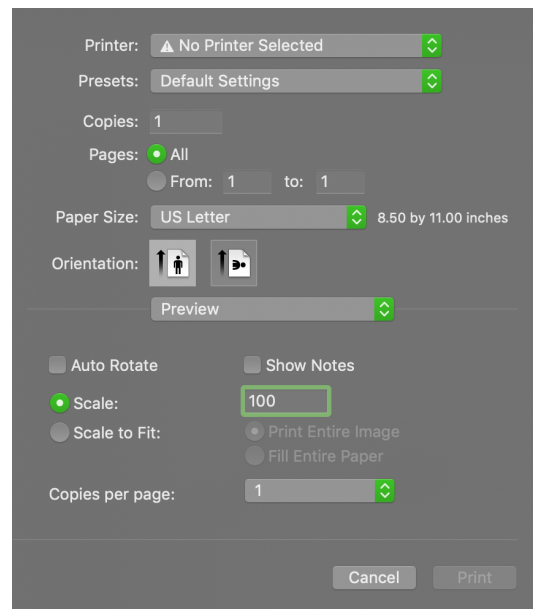 Printer: No Printer Selected
Presets: Default Settings
Copies: 1
Pages: All
From: 1 to: 1
Paper Size: US Letter 8.50 by 11.00 inches
Orientation:
Preview
Auto Rotate Show Notes
Scale: 100
Scale to Fit: Print Entire Image
Fill Entire Paper
Copies per page: 1
Cancel Print